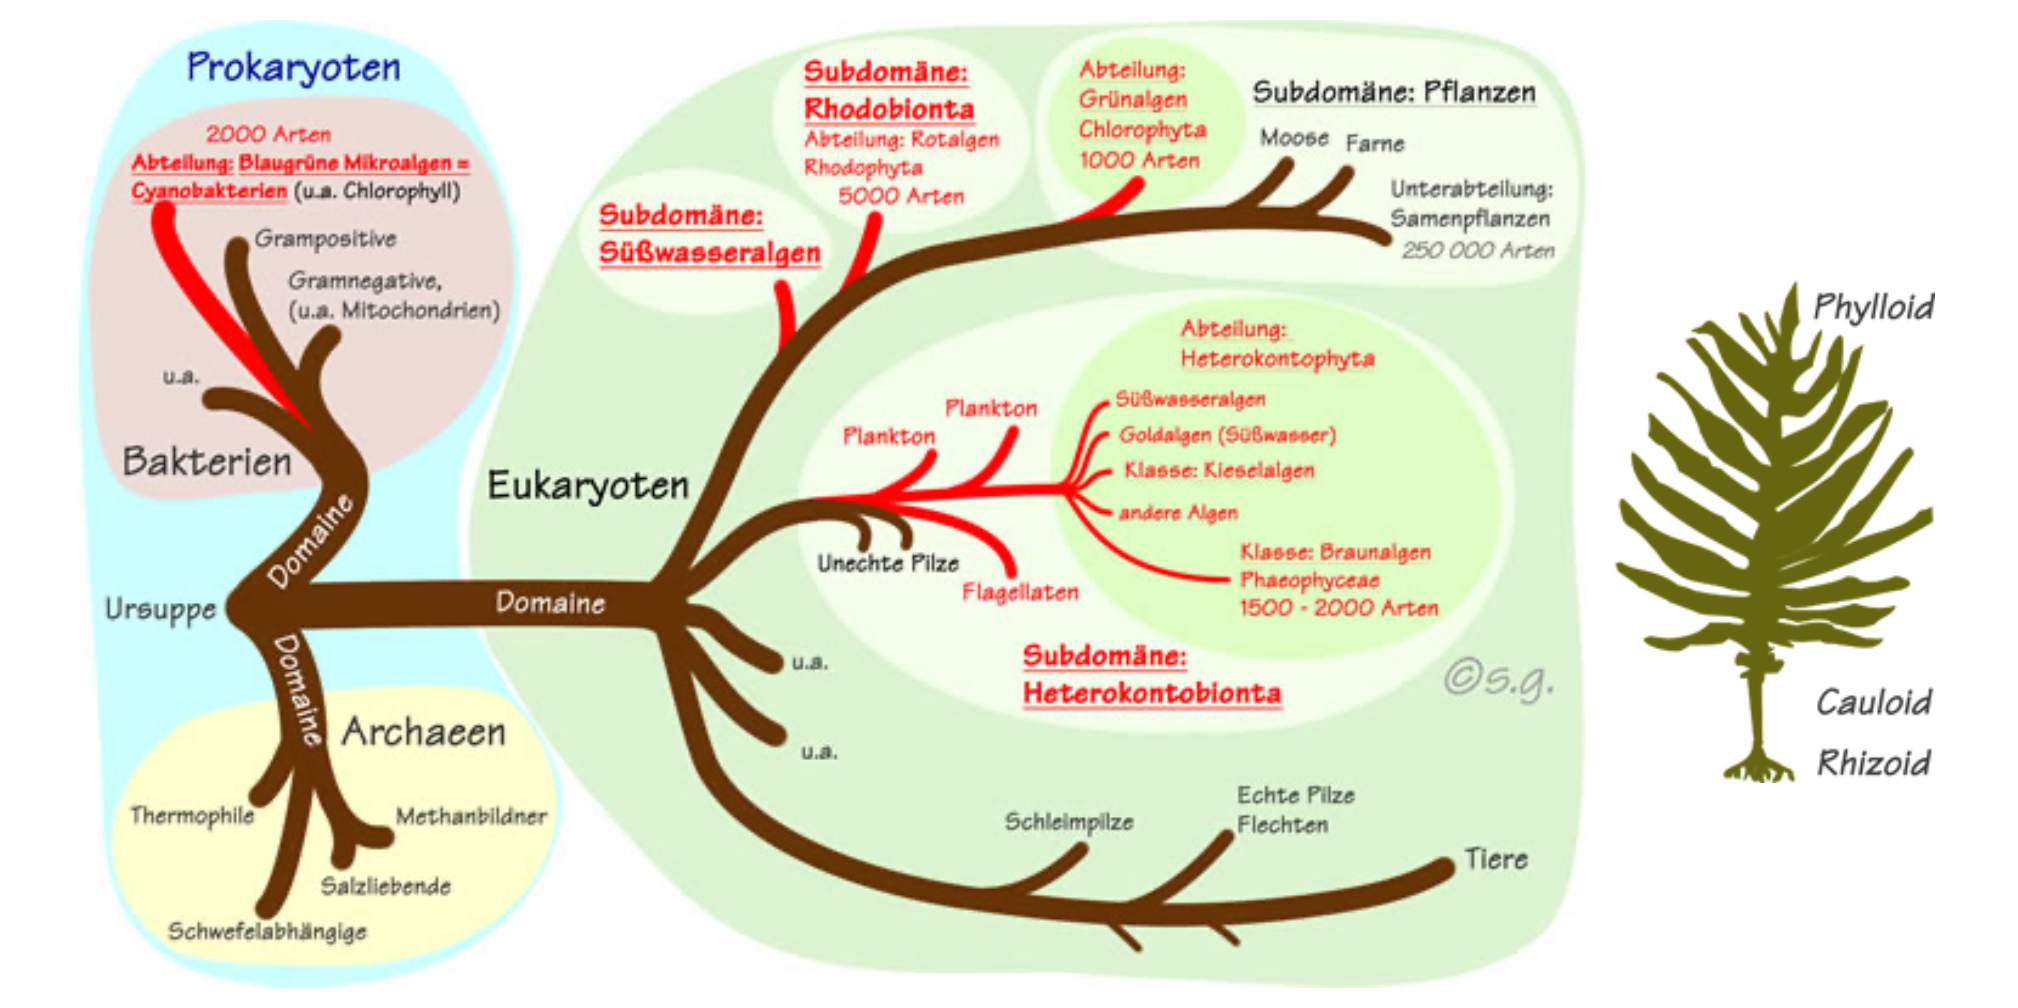 Prokaryoten
2000 Arten
Abteilung: Blaugrüne Mikroalgen =
Cyanobakterien (u.a. Chlorophyll)
Grampositive
Gramnegative,
(u.a. Mitochondrien)
u.a.
Bakterien
Domaine
Ursuppe
Domaine
Domaine
Archaeen
Thermophile
Methanbildner
Salzliebende
Schwefelabhängige
Eukaryoten
Subdomäne:
Süßwasseralgen
Subdomäne:
Rhodobionta
Abteilung: Rotalgen
Rhodophyta
5000 Arten
Abteilung:
Grünalgen
Chlorophyta
1000 Arten
Subdomäne: Pflanzen
Moose
Farne
Unterabteilung:
Samenpflanzen
250 000 Arten
Abteilung:
Heterokontophyta
Plankton
Plankton
Süßwasseralgen
Goldalgen (Süßwasser)
Klasse: Kieselalgen
andere Algen
Klasse: Braunalgen
Phaeophyceae
1500 - 2000 Arten
Unechte Pilze
Flagellaten
Subdomäne:
Heterokontobionta
©s.g.
u.a.
u.a.
Schleimpilze
Echte Pilze
Flechten
Tiere
Phylloid
Cauloid
Rhizoid